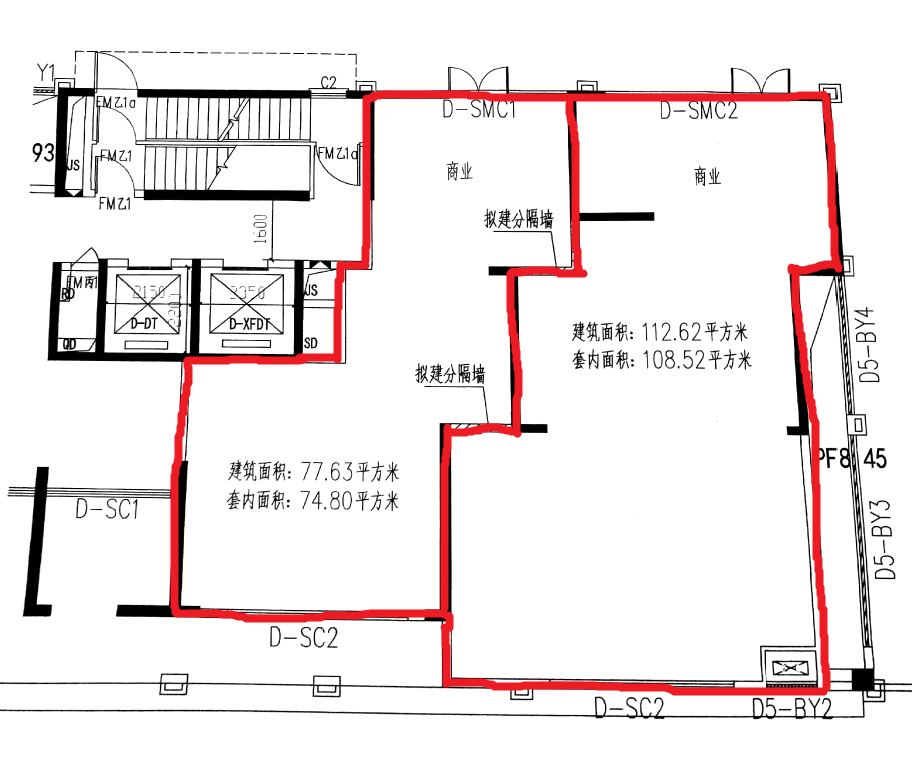 Y1
C2
FM乙1a
D-SMC1
D-SMC2
93
FM乙1
FM乙1a
JS
商业
商业
FM乙1
拟建分隔墙
1600
FM丙1
RD
2150
2350
JS
2201
D-DT
D-XFDT
QD
SD
D5-BY4
建筑面积: 112.62平方米
套内面积: 108.52平方米
拟建分隔墙
PF8.45
建筑面积: 77.63平方米
套内面积: 74.80平方米
D-SC1
D5-BY3
D-SC2
D-SC2
D5-BY2